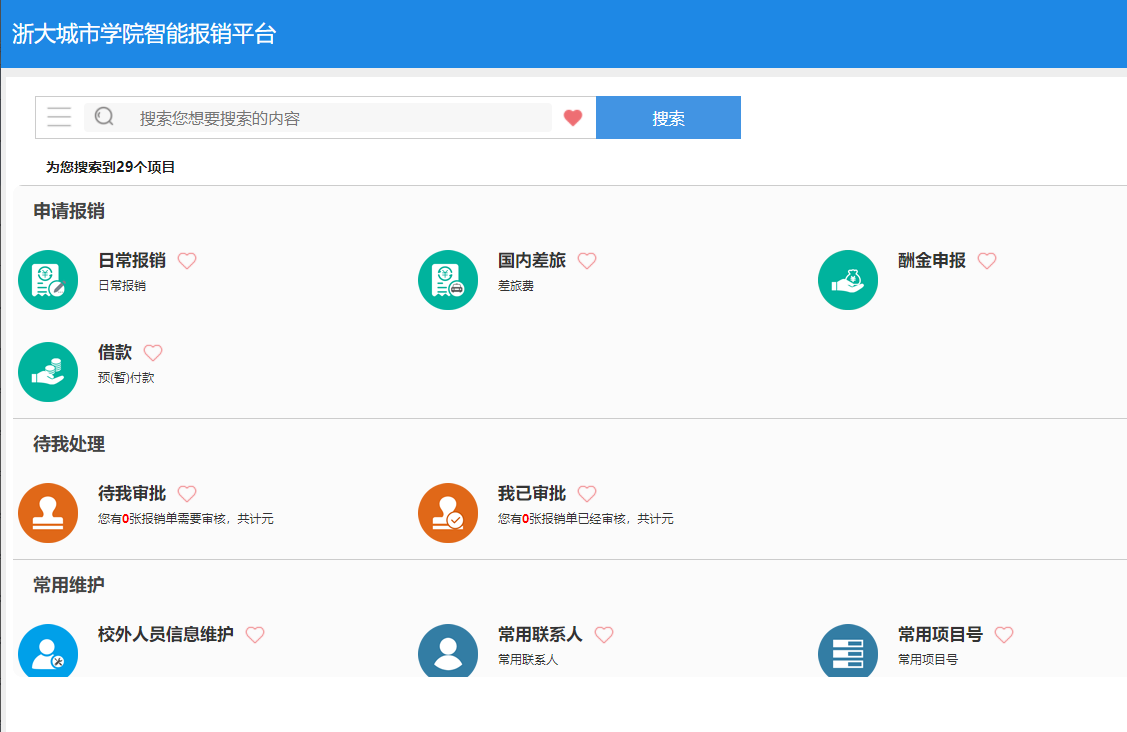 浙大城市学院智能报销平台
搜索您想要搜索的内容
搜索
为您搜索到29个项目
申请报销
日常报销
日常报销
国内差旅
差旅费
酬金申报
借款
预(暂)付款
待我处理
待我审批
您有0张报销单需要审核，共计元
我已审批
您有0张报销单已经审核，共计元
常用维护
校外人员信息维护
常用联系人
常用联系人
常用项目号
常用项目号